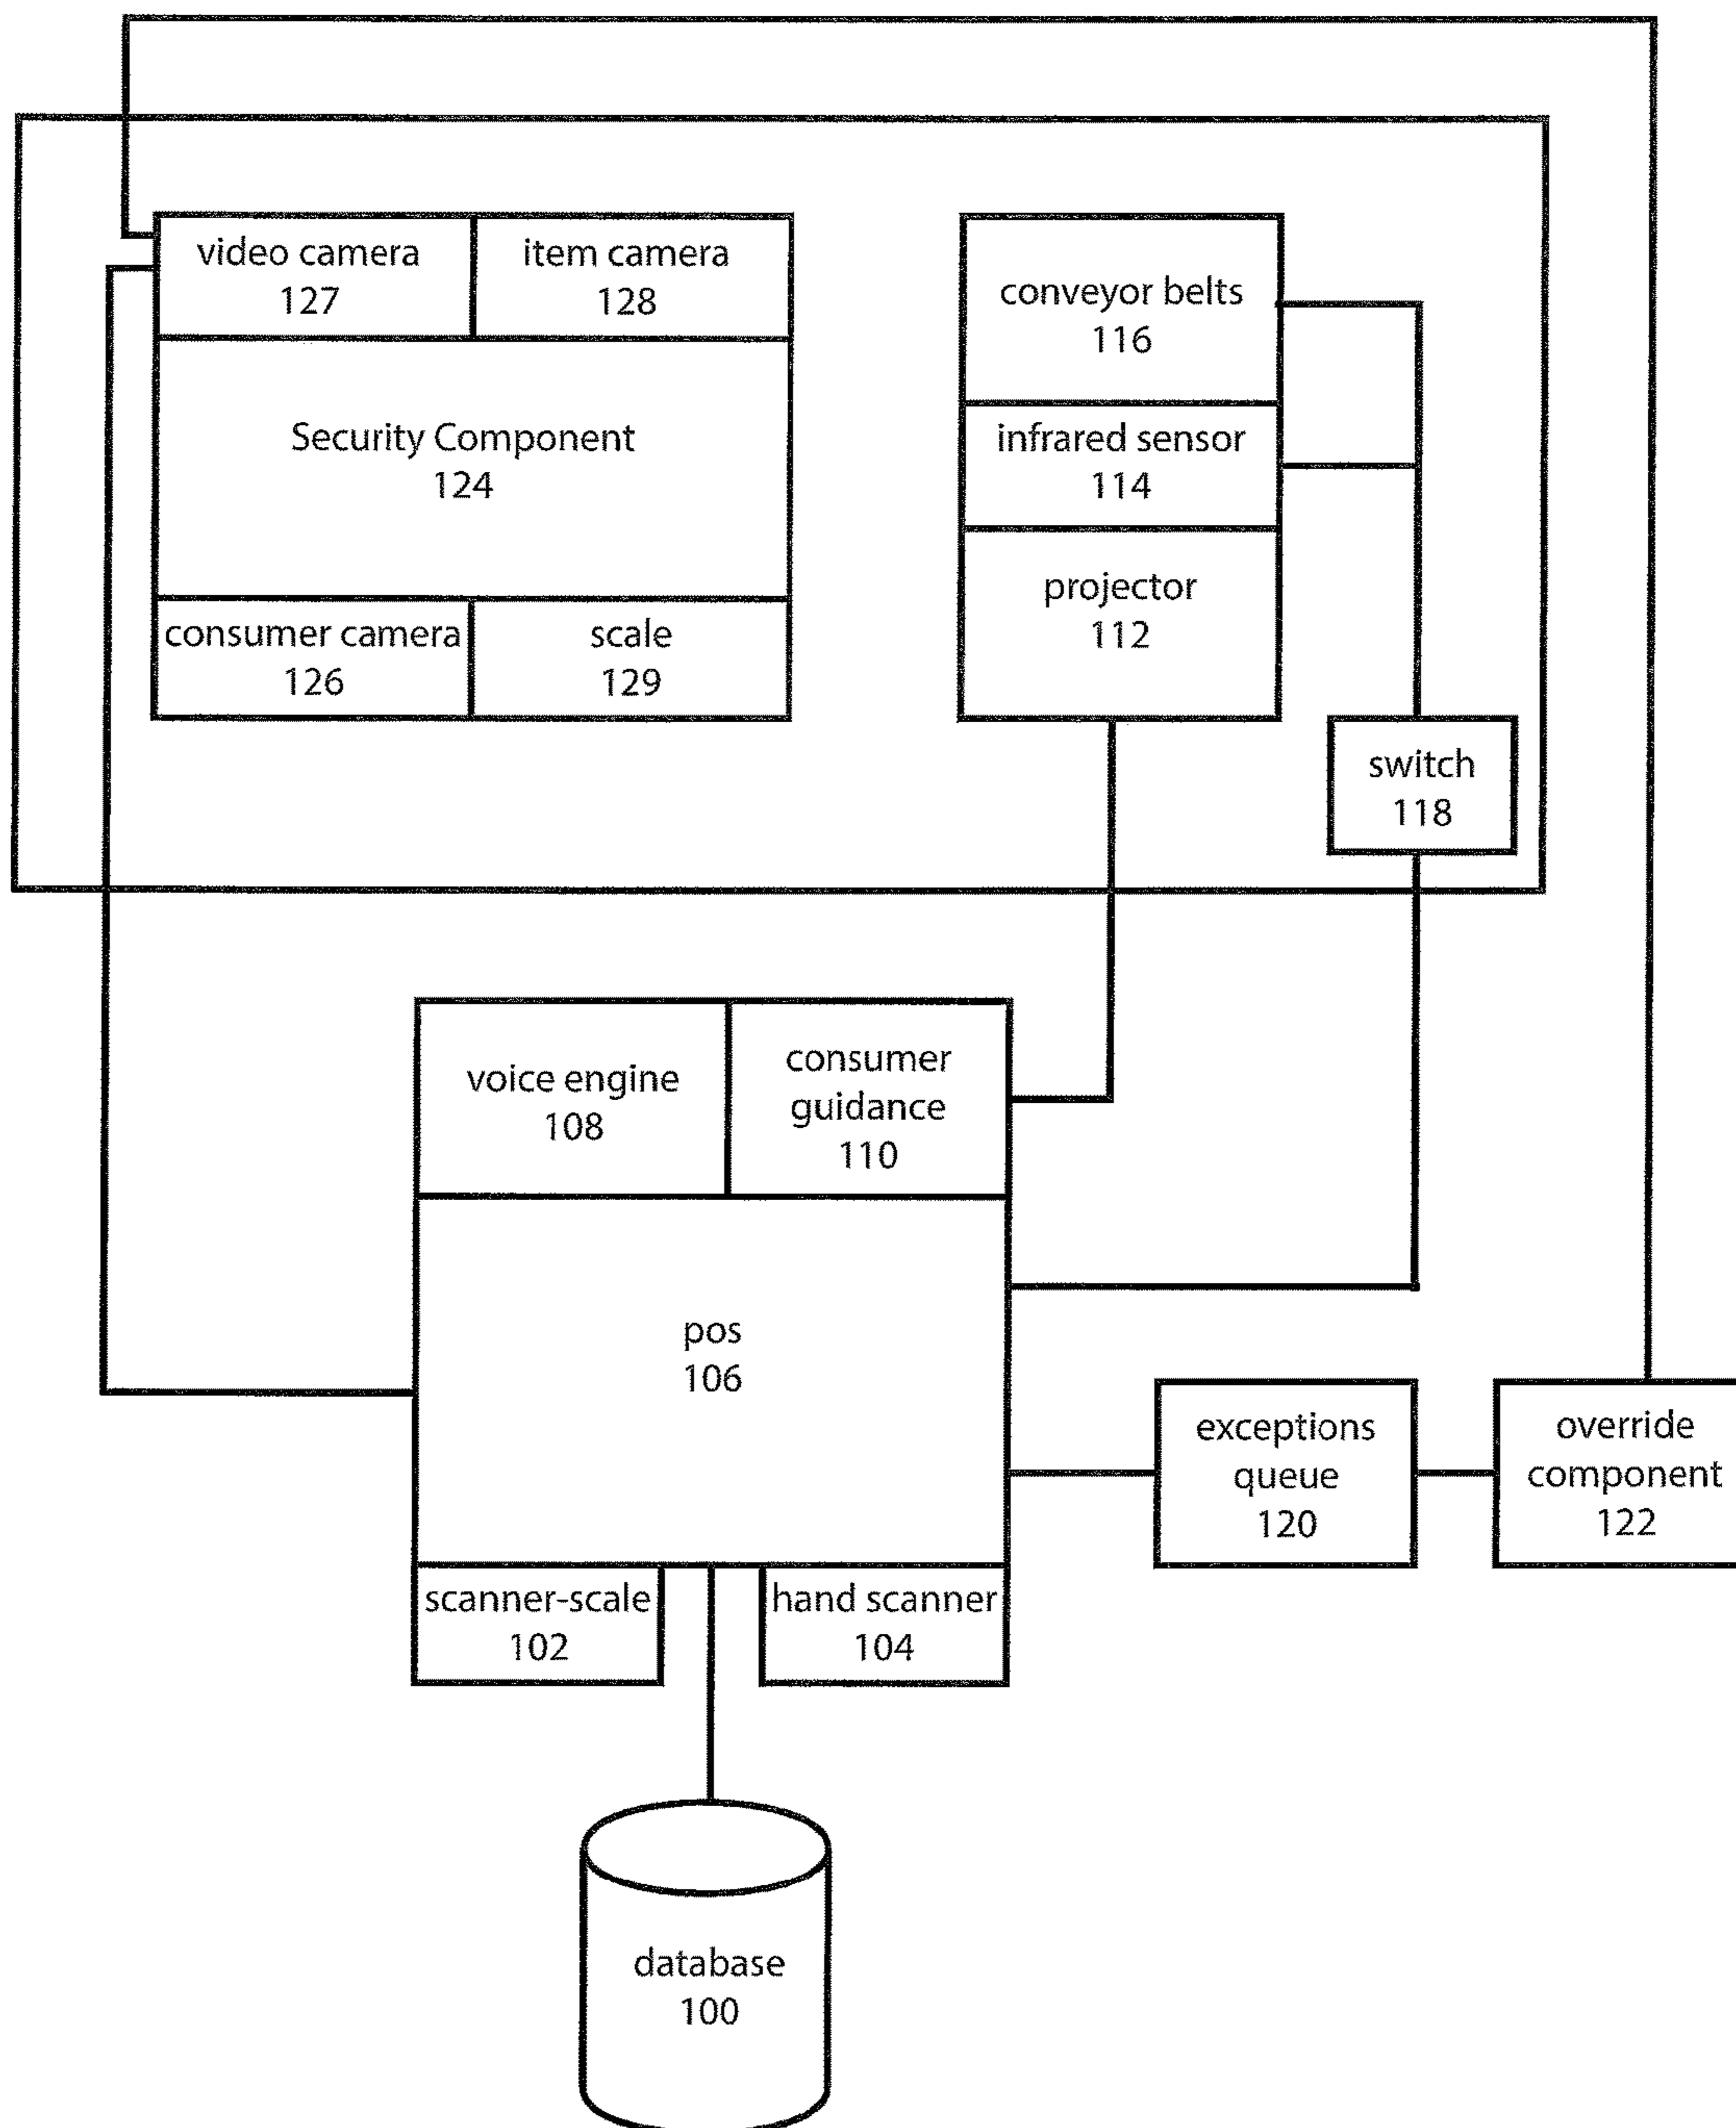 video camera
127
item camera
128
Security Component
124
consumer camera
126
scale
129
conveyor belts
116
infrared sensor
114
projector
112
switch
118
voice engine
108
consumer
guidance
110
pos
106
scanner-scale
102
hand scanner
104
exceptions
queue
120
override
component
122
database
100